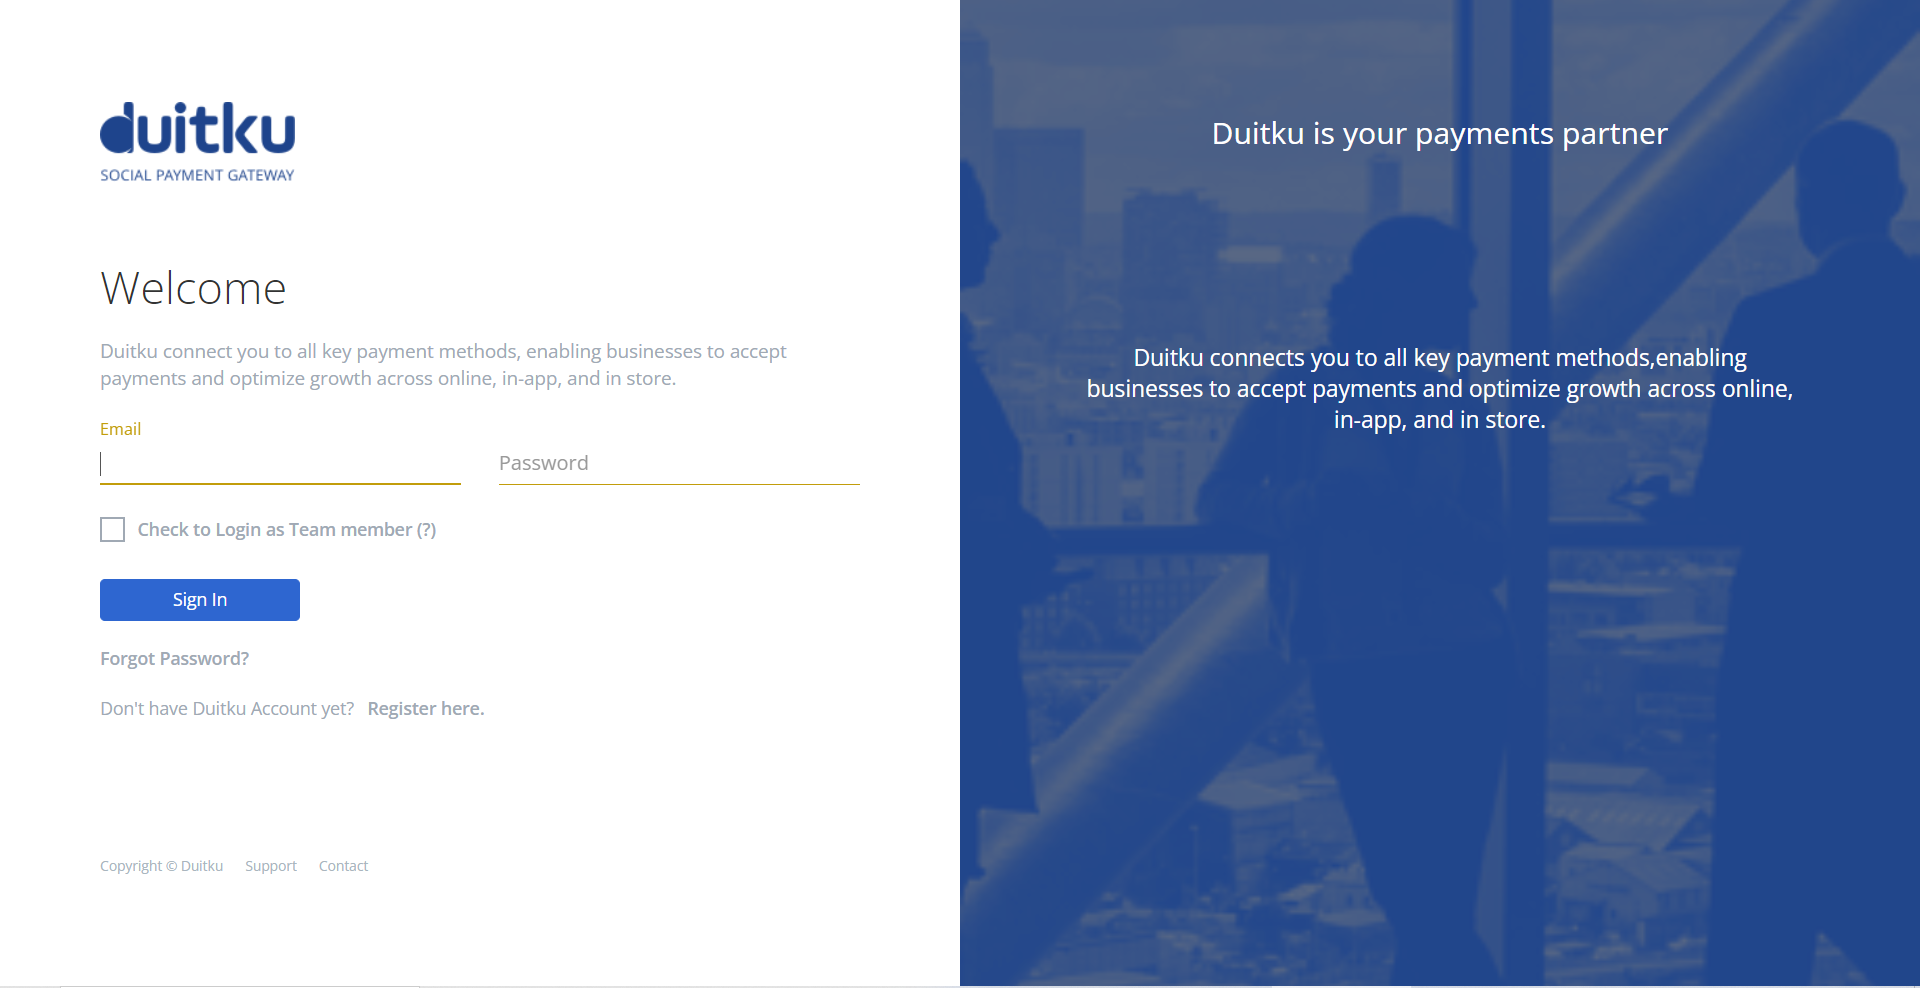 duitku
SOCIAL PAYMENT GATEWAY
Welcome
Duitku connect you to all key payment methods, enabling businesses to accept
payments and optimize growth across online, in-app, and in store.
Email
Password
Check to Login as Team member (?)
Sign In
Forgot Password?
Don't have Duitku Account yet? Register here.
Copyright © Duitku Support Contact
Duitku is your payments partner
Duitku connects you to all key payment methods,enabling
businesses to accept payments and optimize growth across online,
in-app, and in store.